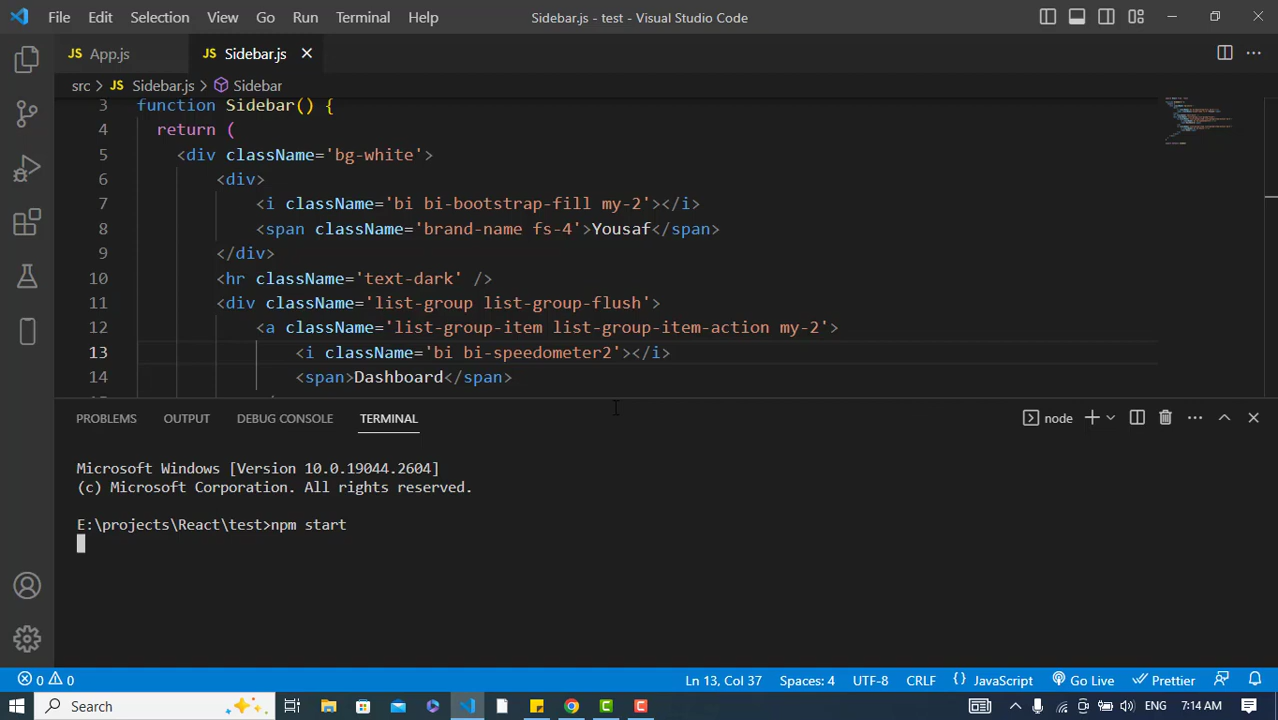 File Edit Selection View Go Run Terminal Help Sidebar.js - test - Visual Studio Code
JS App.js JS Sidebar.js
src > JS Sidebar.js > Sidebar
3 function Sidebar() {
4 return (
5 <div className='bg-white'>
6 <div>
7 <i className='bi bi-bootstrap-fill my-2'></i>
8 <span className='brand-name fs-4'>Yousaf</span>
9 </div>
10 <hr className='text-dark' />
11 <div className='list-group list-group-flush'>
12 <a className='list-group-item list-group-item-action my-2'>
13 <i className='bi bi-speedometer2'></i>
14 <span>Dashboard</span>
PROBLEMS OUTPUT DEBUG CONSOLE TERMINAL node
Microsoft Windows [Version 10.0.19044.2604]
(c) Microsoft Corporation. All rights reserved.
E:\projects\React\test>npm start
0 0 Ln 13, Col 37 Spaces: 4 UTF-8 CRLF { } JavaScript Go Live Prettier
Search 7:14 AM